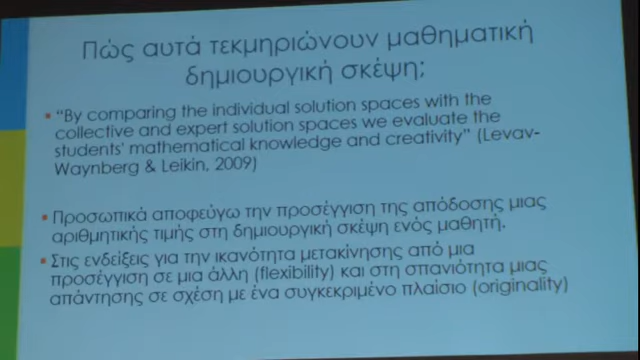 Πώς αυτά τεκμηριώνουν μαθηματική
δημιουργική σκέψη;
"By comparing the individual solution spaces with the
collective and expert solution spaces we evaluate the
students' mathematical knowledge and creativity" (Levav-
Waynberg & Leikin, 2009)
Προσωπικά αποφεύγω την προσέγγιση της απόδοσης μιας
αριθμητικής τιμής στη δημιουργική σκέψη ενός μαθητή.
Στις ενδείξεις για την ικανότητα μετακίνησης από μια
προσέγγιση σε μια άλλη (flexibility) και στη σπανιότητα μιας
απάντησης σε σχέση με ένα συγκεκριμένο πλαίσιο (originality)